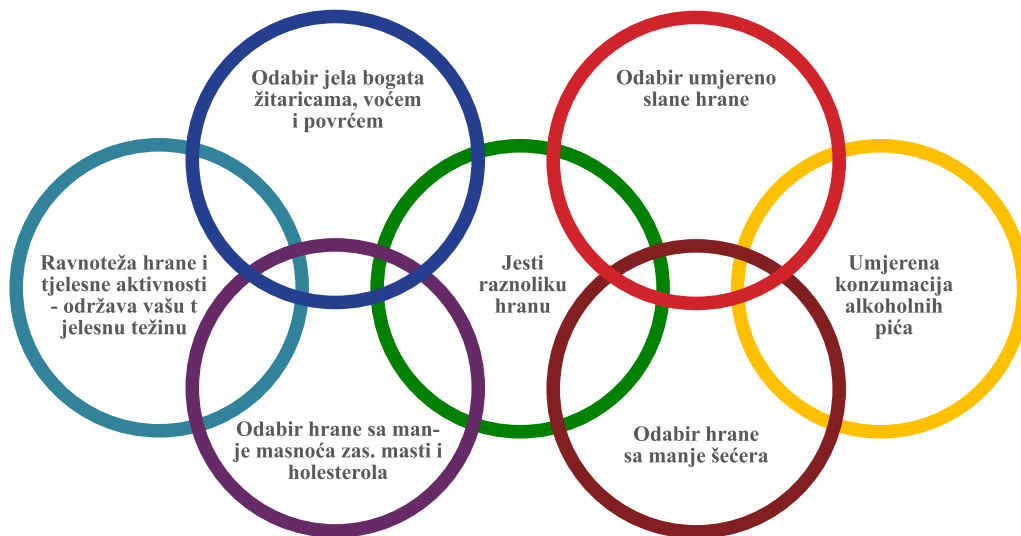 Odabir jela bogata
žitaricama, voćem
i povrćem
Odabir umjereno
slane hrane
Ravnoteža hrane i
tjelesne aktivnosti
- održava vašu t
jelesnu težinu
Jesti
raznoliku
hranu
Umjerena
konzumacija
alkoholnih
pića
Odabir hrane sa man-
je masnoća zas. masti i
holesterola
Odabir hrane
sa manje šećera